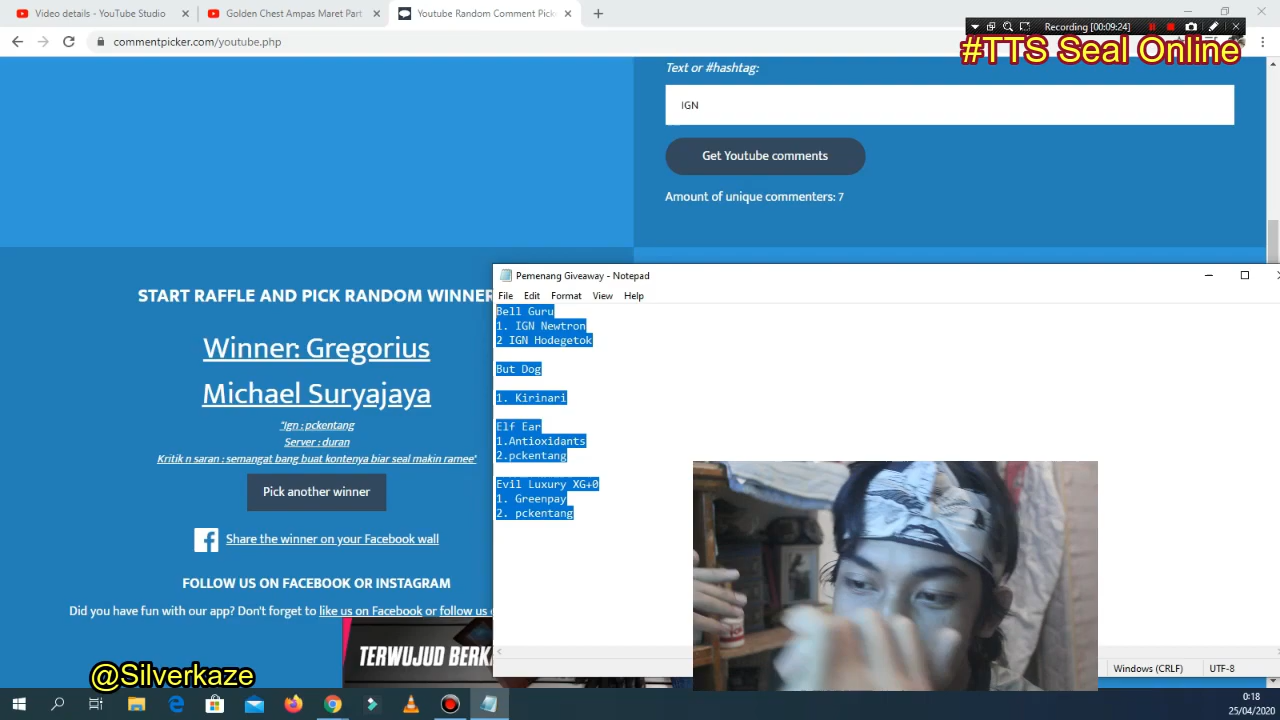 Video details - YouTube Studio
Golden Chest Ampas Maret Part
Youtube Random Comment Pick
commentpicker.com/youtube.php
Recording [00:09:24]
#TTS Seal Online
Text or #hashtag:
IGN
Get Youtube comments
Amount of unique commenters: 7
START RAFFLE AND PICK RANDOM WINNER
Winner: Gregorius
Michael Suryajaya
"Ign : pckentang
Server : duran
Kritik n saran : semangat bang buat kontenya biar seal makin ramee"
Pick another winner
Share the winner on your Facebook wall
FOLLOW US ON FACEBOOK OR INSTAGRAM
Did you have fun with our app? Don't forget to like us on Facebook or follow us
TERWUJUD BERKA
@Silverkaze
Pemenang Giveaway - Notepad
File Edit Format View Help
Bell Guru
1. IGN Newtron
2 IGN Hodegetok
But Dog
1. Kirinari
Elf Ear
1.Antioxidants
2.pckentang
Evil Luxury XG+0
1. Greenpay
2. pckentang
Windows (CRLF)
UTF-8
0:18
25/04/2020